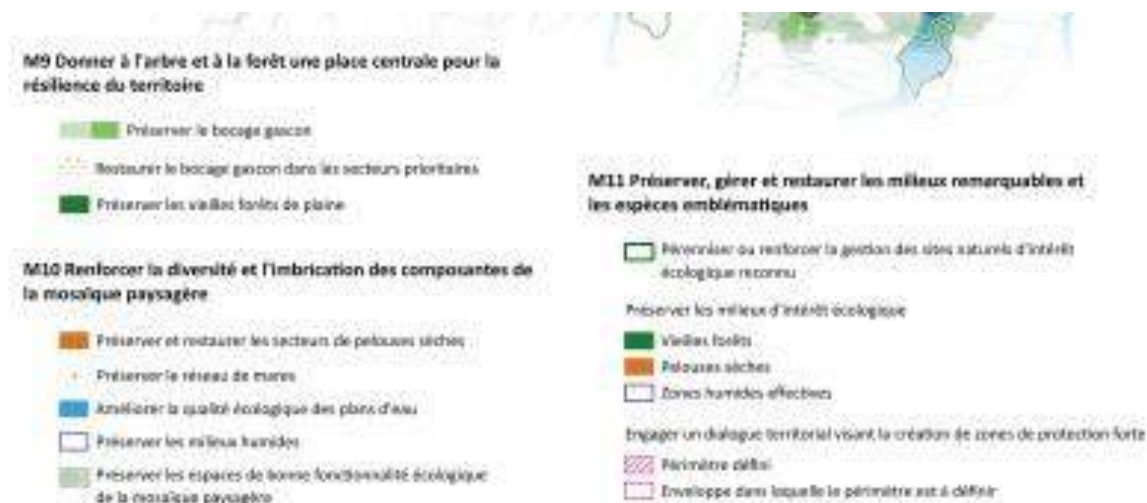 M9 Donner à l'arbre et à la forêt une place centrale pour la
résilience du territoire
Préserver le bocage gascon
Restaurer le bocage gascon dans les secteurs prioritaires
Préserver les vieilles forêts de plaine
M10 Renforcer la diversité et l'imbrication des composantes de
la mosaïque paysagère
Préserver et restaurer les secteurs de pelouses sèches
Préserver le réseau de mares
Améliorer la qualité écologique des plans d'eau
Préserver les milieux humides
Préserver les espaces de bonne fonctionnalité écologique
de la mosaïque paysagère
M11 Préserver, gérer et restaurer les milieux remarquables et
les espèces emblématiques
Pérenniser ou renforcer la gestion des sites naturels d'intérêt
écologique reconnu
Préserver les milieux d'intérêt écologique
Vieilles forêts
Pelouses sèches
Zones humides effectives
Engager un dialogue territorial visant la création de zones de protection forte
Périmètre défini
Enveloppe dans laquelle le périmètre est à définir